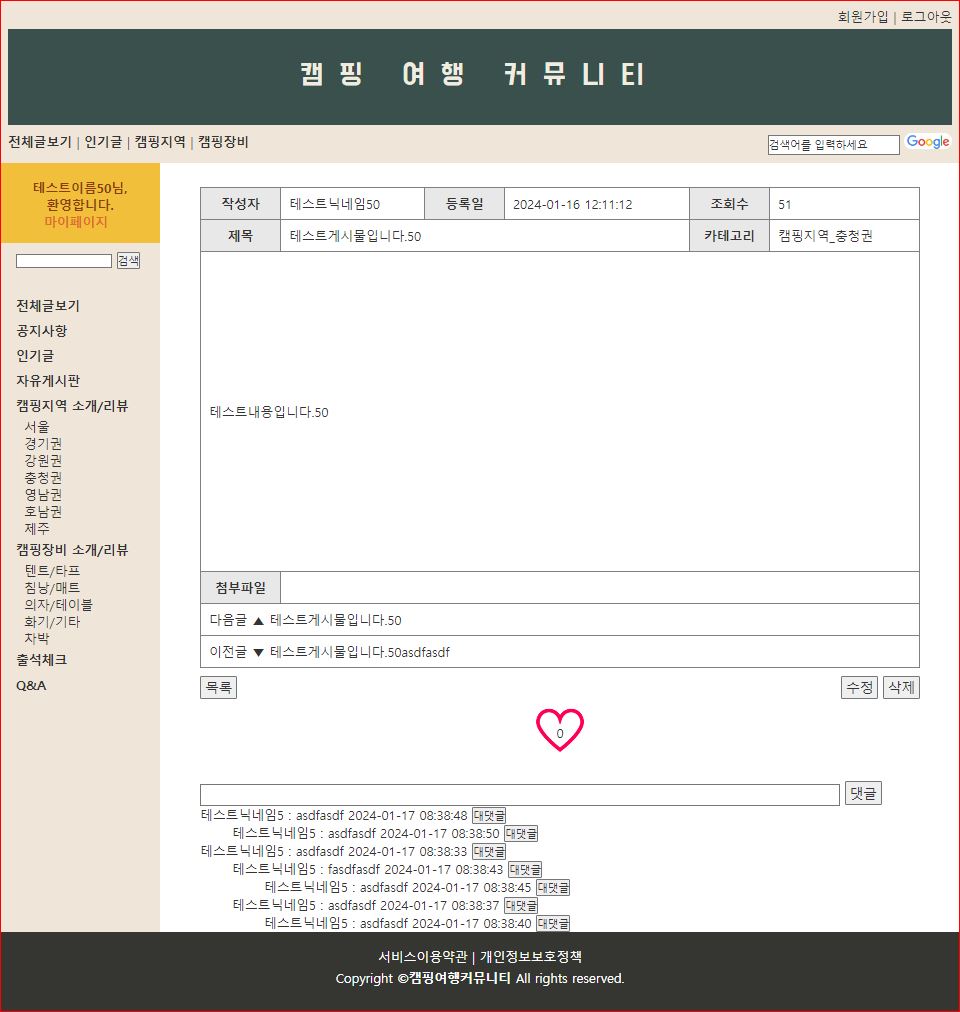 회원가입 | 로그아웃
캠핑 여행 커뮤니티
전체글보기 | 인기글 | 캠핑지역 | 캠핑장비
검색어를 입력하세요 Google
테스트이름50님,
환영합니다.
마이페이지
검색
전체글보기
공지사항
인기글
자유게시판
캠핑지역 소개/리뷰
서울
경기권
강원권
충청권
영남권
호남권
제주
캠핑장비 소개/리뷰
텐트/타프
침낭/매트
의자/테이블
화기/기타
차박
출석체크
Q&A
작성자 테스트닉네임50 등록일 2024-01-16 12:11:12 조회수 51
제목 테스트게시물입니다.50 카테고리 캠핑지역_충청권
테스트내용입니다.50
첨부파일
다음글 ▲ 테스트게시물입니다.50
이전글 ▼ 테스트게시물입니다.50asdfasdf
목록 수정 삭제
0
댓글
테스트닉네임5 : asdfasdf 2024-01-17 08:38:48 대댓글
테스트닉네임5 : asdfasdf 2024-01-17 08:38:50 대댓글
테스트닉네임5 : asdfasdf 2024-01-17 08:38:33 대댓글
테스트닉네임5 : fasdfasdf 2024-01-17 08:38:43 대댓글
테스트닉네임5 : asdfasdf 2024-01-17 08:38:45 대댓글
테스트닉네임5 : asdfasdf 2024-01-17 08:38:37 대댓글
테스트닉네임5 : asdfasdf 2024-01-17 08:38:40 대댓글
서비스이용약관 | 개인정보보호정책
Copyright ©캠핑여행커뮤니티 All rights reserved.